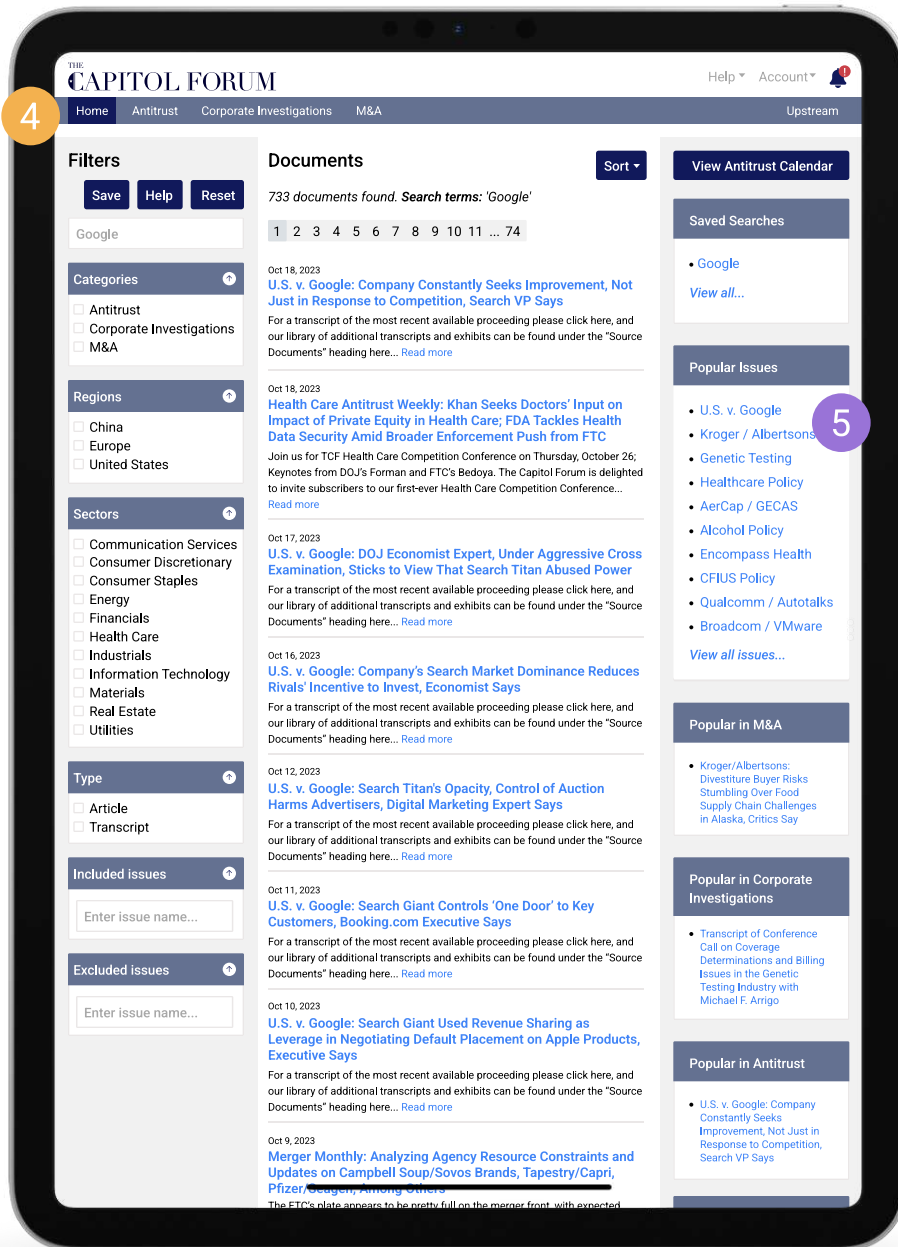 THE
CAPITOL FORUM
Help
Account
!
4
Home
Antitrust
Corporate Investigations
M&A
Upstream
Filters
Save
Help
Reset
Google
Categories
Antitrust
Corporate Investigations
M&A
Regions
China
Europe
United States
Sectors
Communication Services
Consumer Discretionary
Consumer Staples
Energy
Financials
Health Care
Industrials
Information Technology
Materials
Real Estate
Utilities
Type
Article
Transcript
Included issues
Enter issue name...
Excluded issues
Enter issue name...
Documents
Sort
733 documents found. Search terms: 'Google'
1 2 3 4 5 6 7 8 9 10 11 ... 74
Oct 18, 2023
U.S. v. Google: Company Constantly Seeks Improvement, Not
Just in Response to Competition, Search VP Says
For a transcript of the most recent available proceeding please click here, and
our library of additional transcripts and exhibits can be found under the “Source
Documents” heading here... Read more
Oct 18, 2023
Health Care Antitrust Weekly: Khan Seeks Doctors’ Input on
Impact of Private Equity in Health Care; FDA Tackles Health
Data Security Amid Broader Enforcement Push from FTC
Join us for TCF Health Care Competition Conference on Thursday, October 26;
Keynotes from DOJ’s Forman and FTC’s Bedoya. The Capitol Forum is delighted
to invite subscribers to our first-ever Health Care Competition Conference...
Read more
Oct 17, 2023
U.S. v. Google: DOJ Economist Expert, Under Aggressive Cross
Examination, Sticks to View That Search Titan Abused Power
For a transcript of the most recent available proceeding please click here, and
our library of additional transcripts and exhibits can be found under the “Source
Documents” heading here... Read more
Oct 16, 2023
U.S. v. Google: Company’s Search Market Dominance Reduces
Rivals' Incentive to Invest, Economist Says
For a transcript of the most recent available proceeding please click here, and
our library of additional transcripts and exhibits can be found under the “Source
Documents” heading here... Read more
Oct 12, 2023
U.S. v. Google: Search Titan's Opacity, Control of Auction
Harms Advertisers, Digital Marketing Expert Says
For a transcript of the most recent available proceeding please click here, and
our library of additional transcripts and exhibits can be found under the “Source
Documents” heading here... Read more
Oct 11, 2023
U.S. v. Google: Search Giant Controls ‘One Door’ to Key
Customers, Booking.com Executive Says
For a transcript of the most recent available proceeding please click here, and
our library of additional transcripts and exhibits can be found under the “Source
Documents” heading here... Read more
Oct 10, 2023
U.S. v. Google: Search Giant Used Revenue Sharing as
Leverage in Negotiating Default Placement on Apple Products,
Executive Says
For a transcript of the most recent available proceeding please click here, and
our library of additional transcripts and exhibits can be found under the “Source
Documents” heading here... Read more
Oct 9, 2023
Merger Monthly: Analyzing Agency Resource Constraints and
Updates on Campbell Soup/Sovos Brands, Tapestry/Capri,
Pfizer/Seagen, Among Others
The FTC’s plate appears to be pretty full on the merger front, with expected
View Antitrust Calendar
Saved Searches
Google
View all...
Popular Issues
U.S. v. Google
5
Kroger / Albertsons
Genetic Testing
Healthcare Policy
AerCap / GECAS
Alcohol Policy
Encompass Health
CFIUS Policy
Qualcomm / Autotalks
Broadcom / VMware
View all issues...
Popular in M&A
Kroger/Albertsons:
Divestiture Buyer Risks
Stumbling Over Food
Supply Chain Challenges
in Alaska, Critics Say
Popular in Corporate
Investigations
Transcript of Conference
Call on Coverage
Determinations and Billing
Issues in the Genetic
Testing Industry with
Michael F. Arrigo
Popular in Antitrust
U.S. v. Google: Company
Constantly Seeks
Improvement, Not Just in
Response to Competition,
Search VP Says